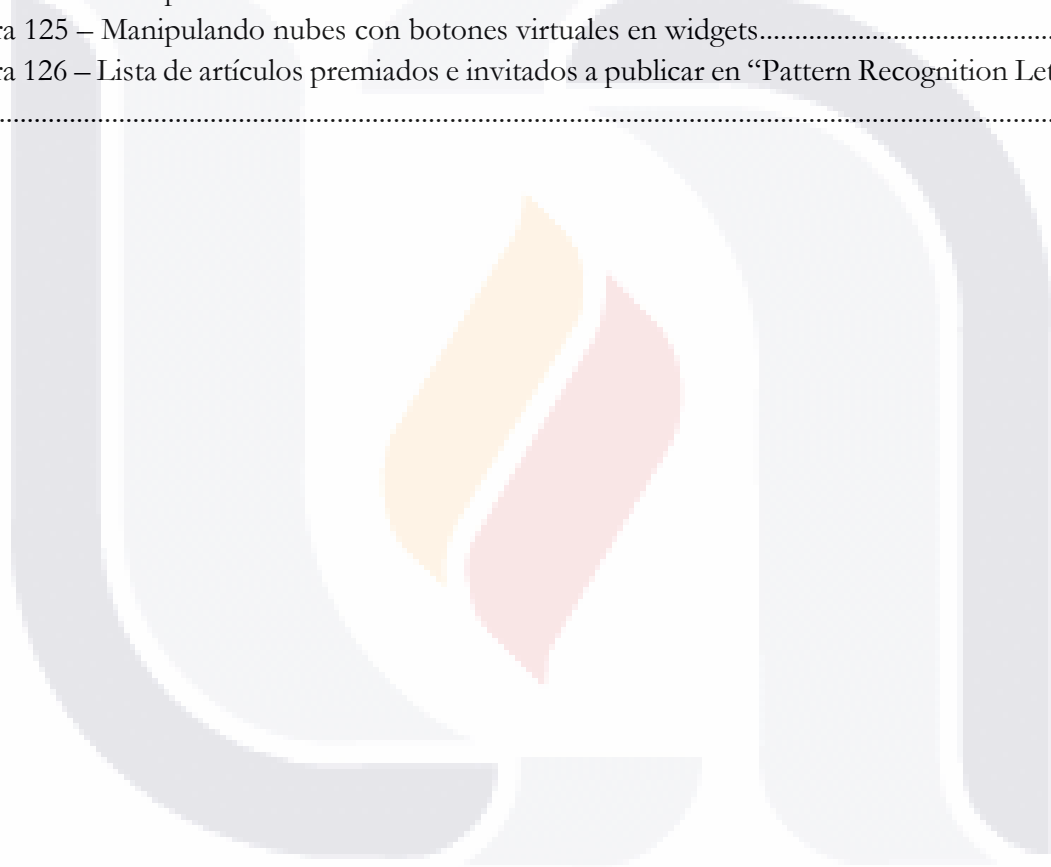 ra 125 – Manipulando nubes con botones virtuales en widgets..........................................
ra 126 – Lista de artículos premiados e invitados a publicar en “Pattern Recognition Let
..............................................................................................................................................